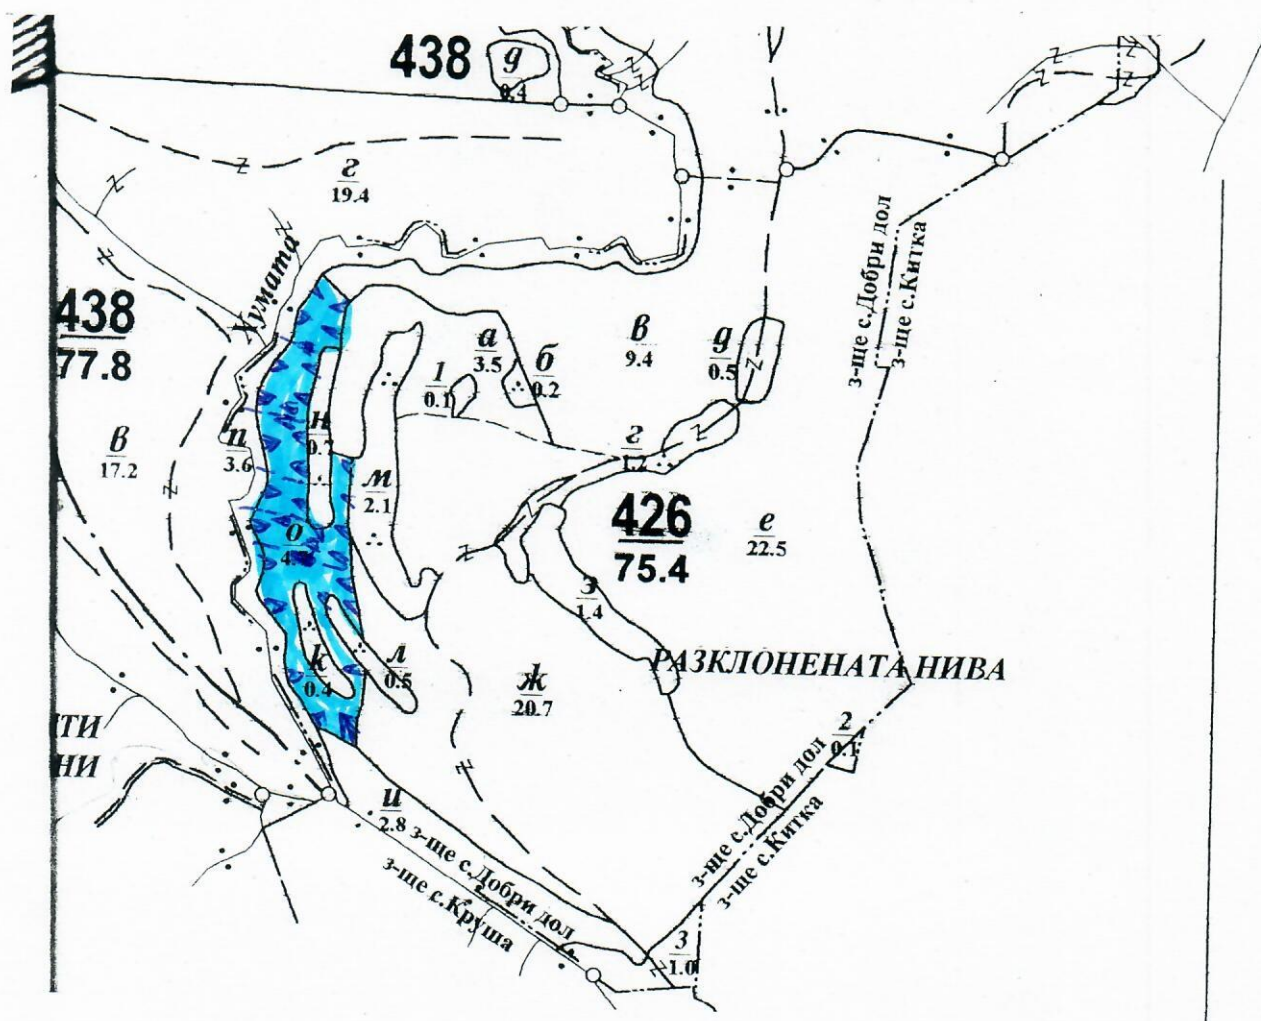 438
д
0.4
г
19.4
Хумата
з-ще с.Добри дол
з-ще с.Китка
438
77.8
а
3.5
б
0.2
в
9.4
д
0.5
1
0.1
н
0.7
п
3.6
в
17.2
г
1.2
м
2.1
426
75.4
е
22.5
о
з
1.4
к
0.4
л
0.5
ж
20.7
РАЗКЛОНЕНАТА НИВА
2
0.1
з-ще с.Добри дол
з-ще с.Китка
ТИ
НИ
и
2.8
з-ще с.Добри дол
з-ще с.Круша
3
1.0